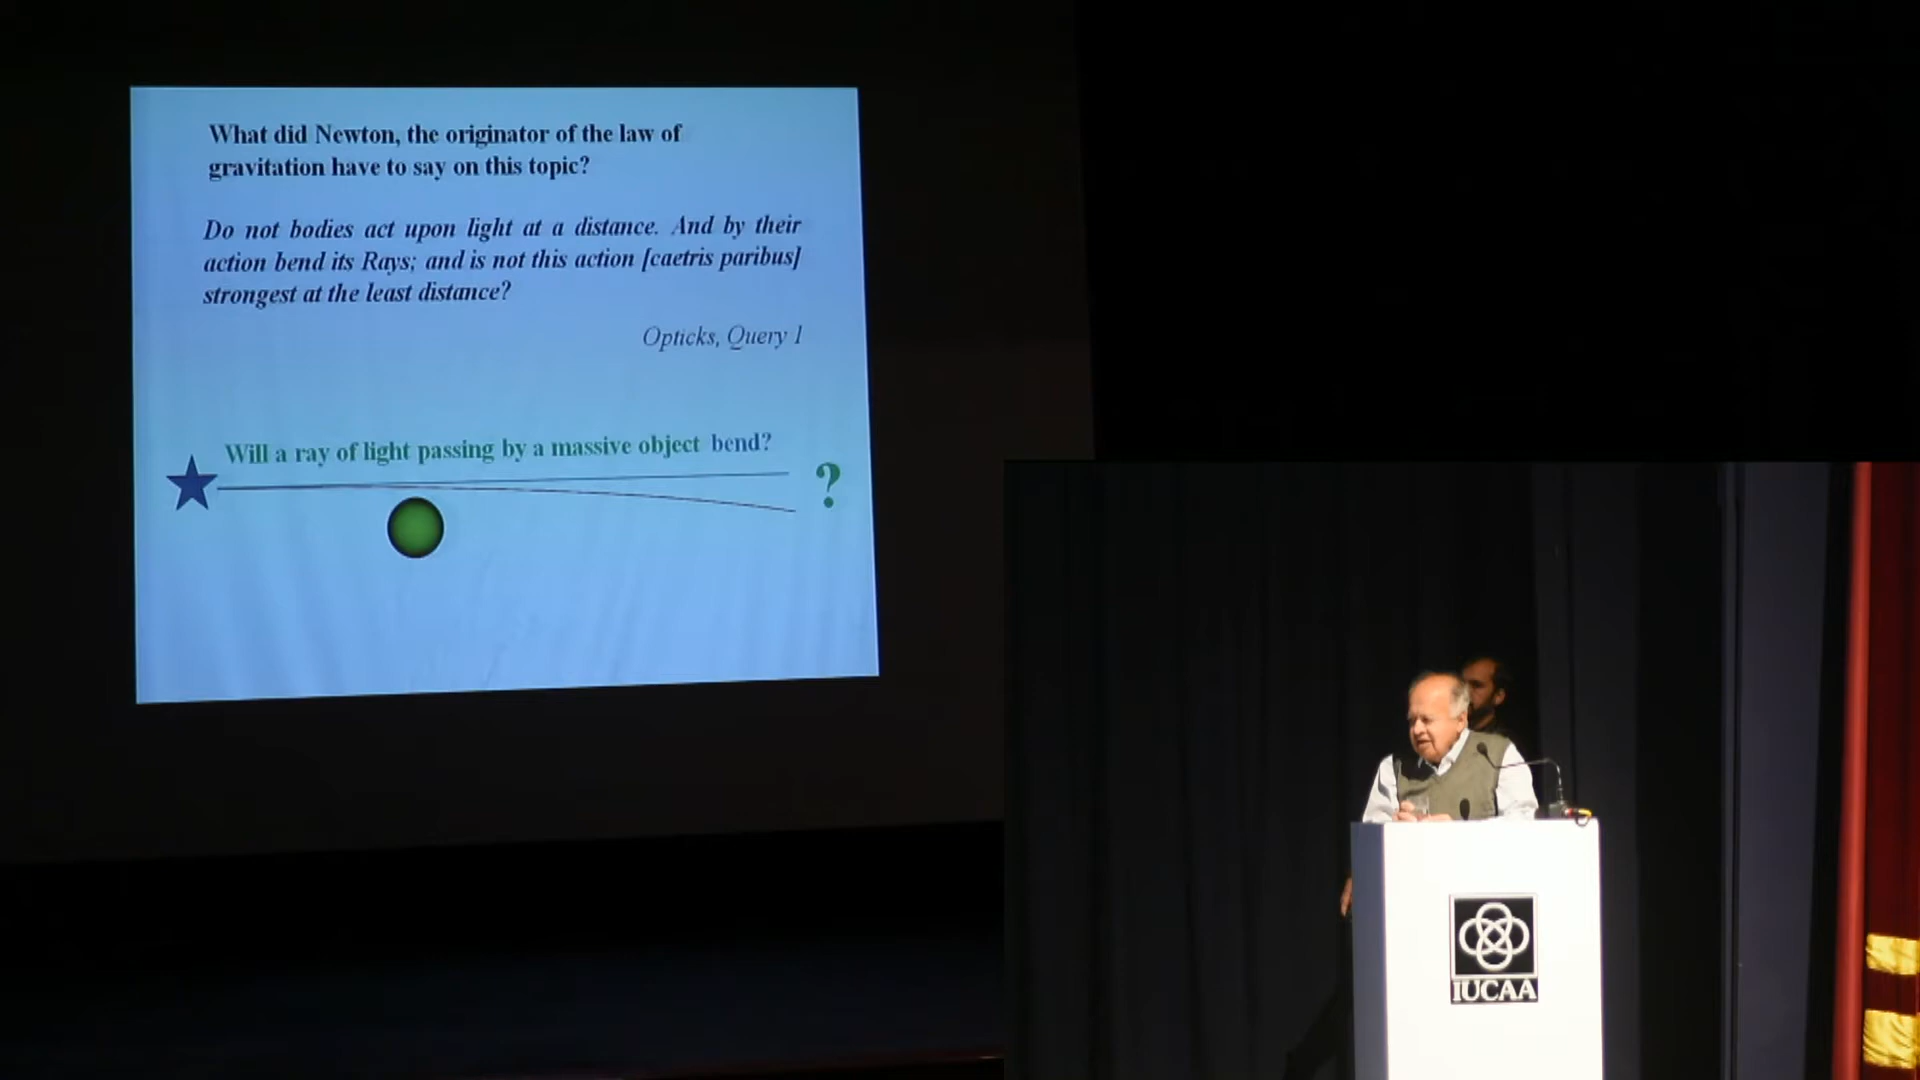 What did Newton, the originator of the law of
gravitation have to say on this topic?
Do not bodies act upon light at a distance. And by their
action bend its Rays; and is not this action [caetris paribus]
strongest at the least distance?
Opticks, Query 1
Will a ray of light passing by a massive object bend?
?
IUCAA